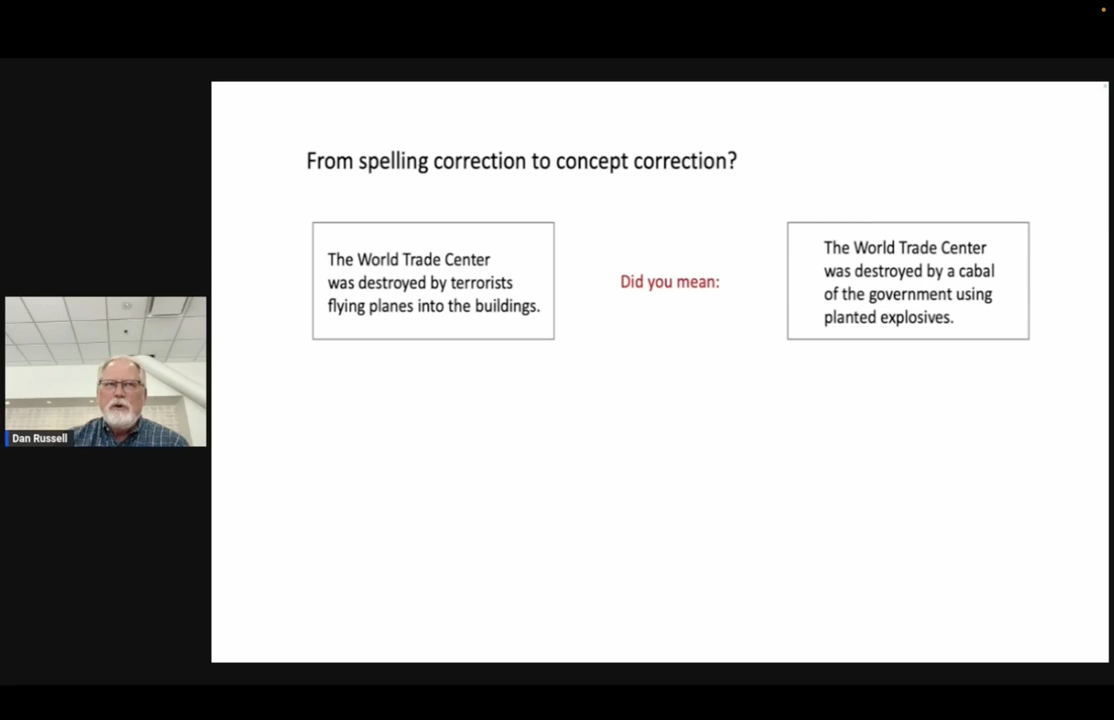 From spelling correction to concept correction?
The World Trade Center
was destroyed by terrorists
flying planes into the buildings.
Did you mean:
The World Trade Center
was destroyed by a cabal
of the government using
planted explosives.
Dan Russell